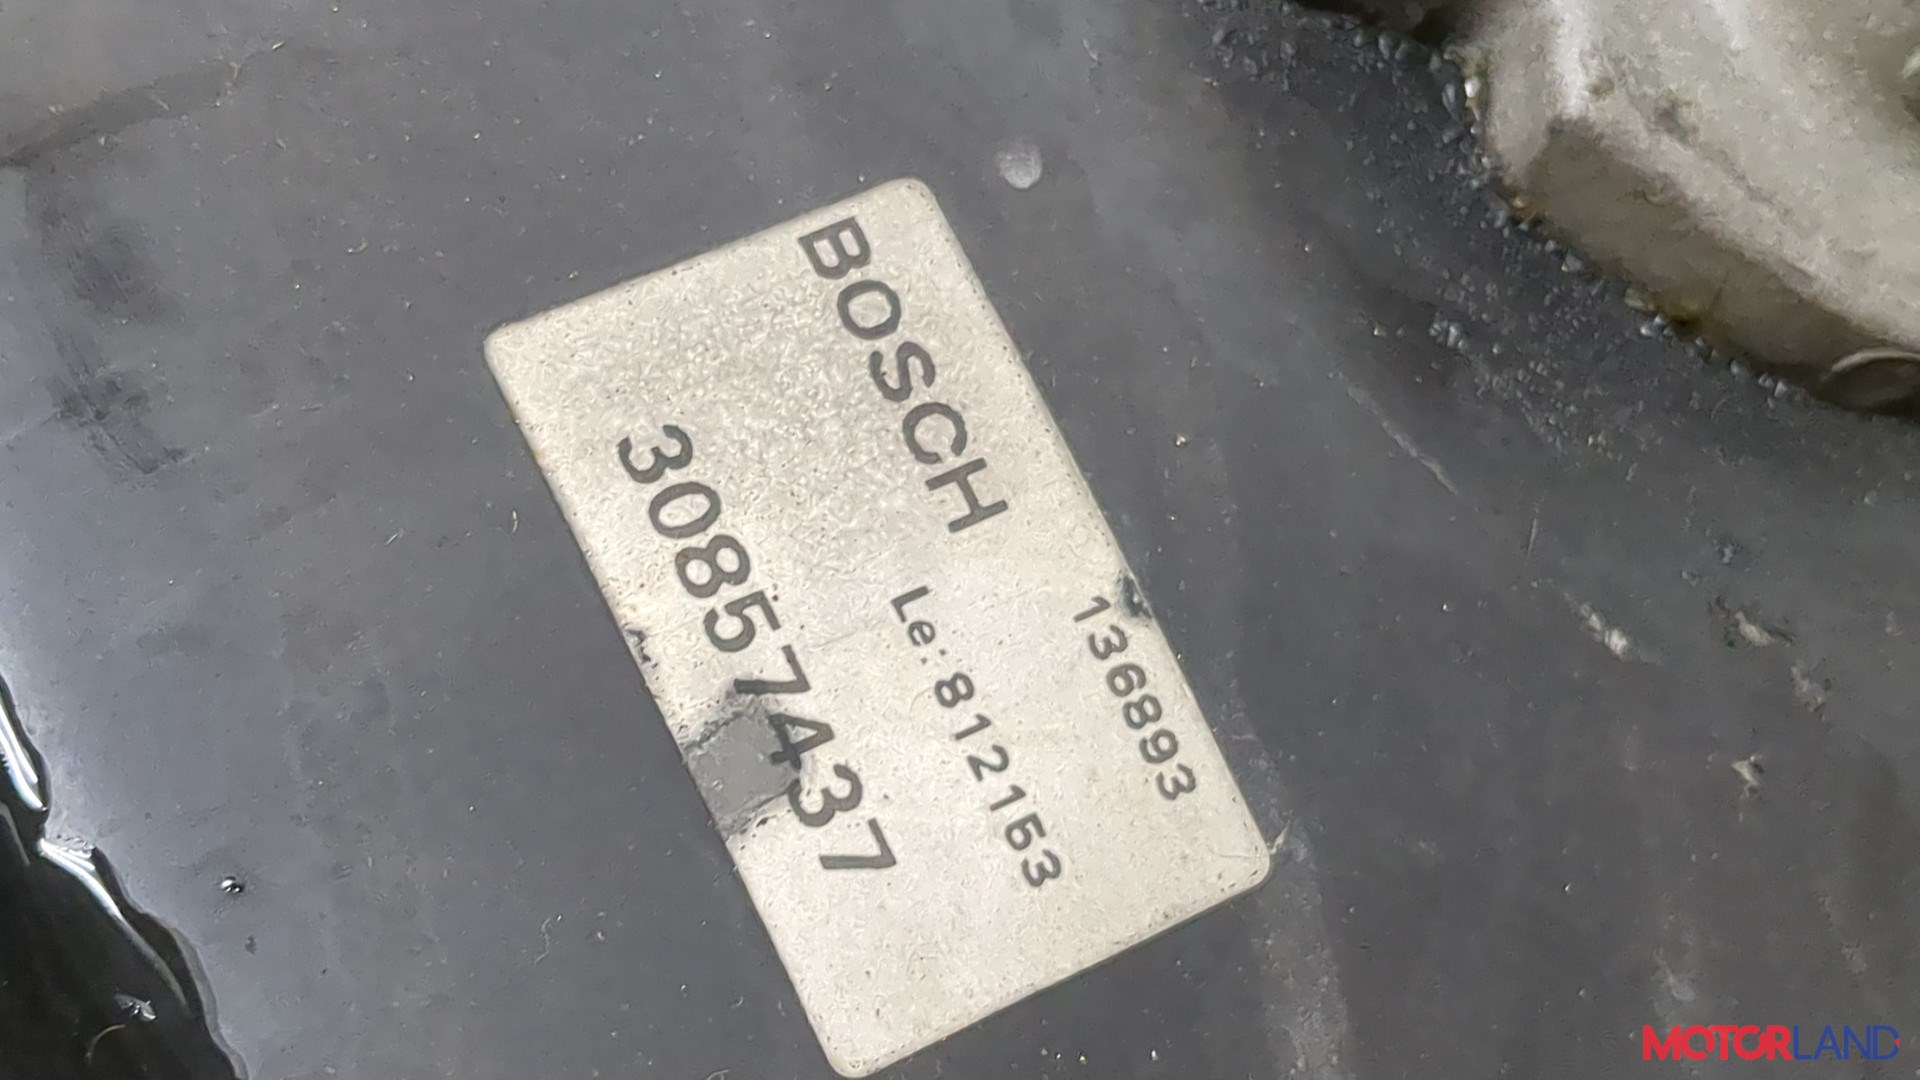 BOSCH
136893
Le:812153
30857437
MOTORLAND